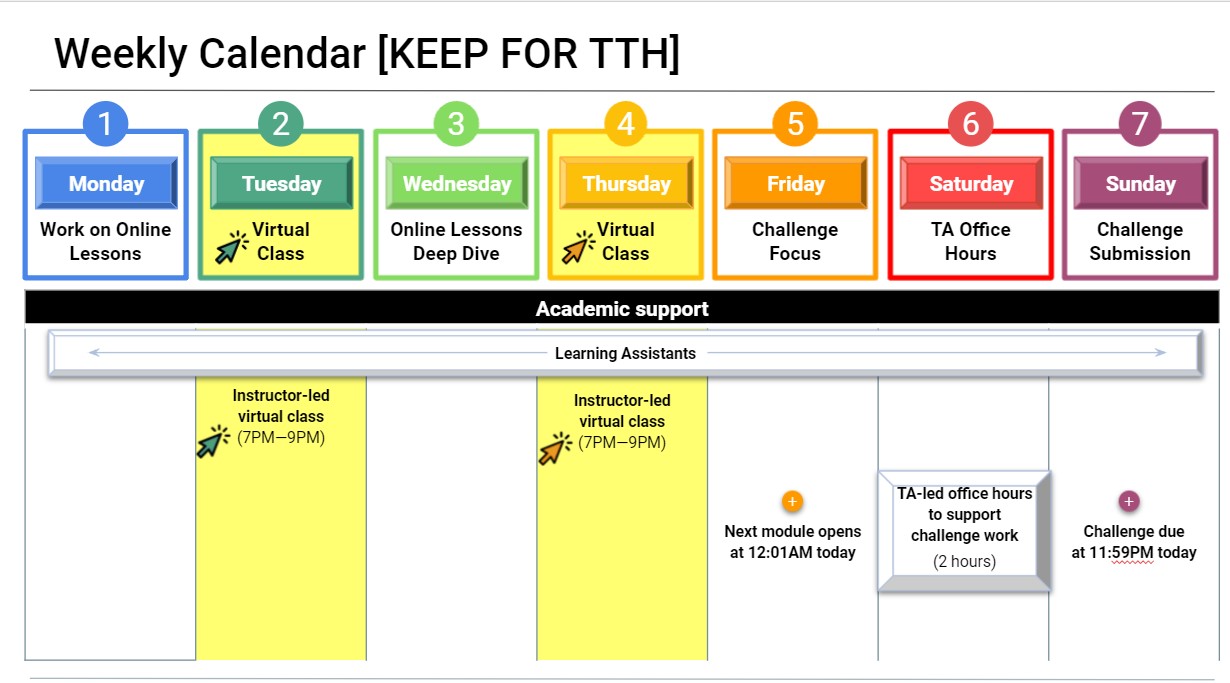 Weekly Calendar [KEEP FOR TTH]
1
2
3
4
5
6
7
Monday
Tuesday
Wednesday
Thursday
Friday
Saturday
Sunday
Work on Online
Lessons
Virtual
Class
Online Lessons
Deep Dive
Virtual
Class
Challenge
Focus
TA Office
Hours
Challenge
Submission
Academic support
Learning Assistants
Instructor-led
virtual class
(7PM—9PM)
Instructor-led
virtual class
(7PM—9PM)
+
Next module opens
at 12:01AM today
TA-led office hours
to support
challenge work
(2 hours)
+
Challenge due
at 11:59PM today